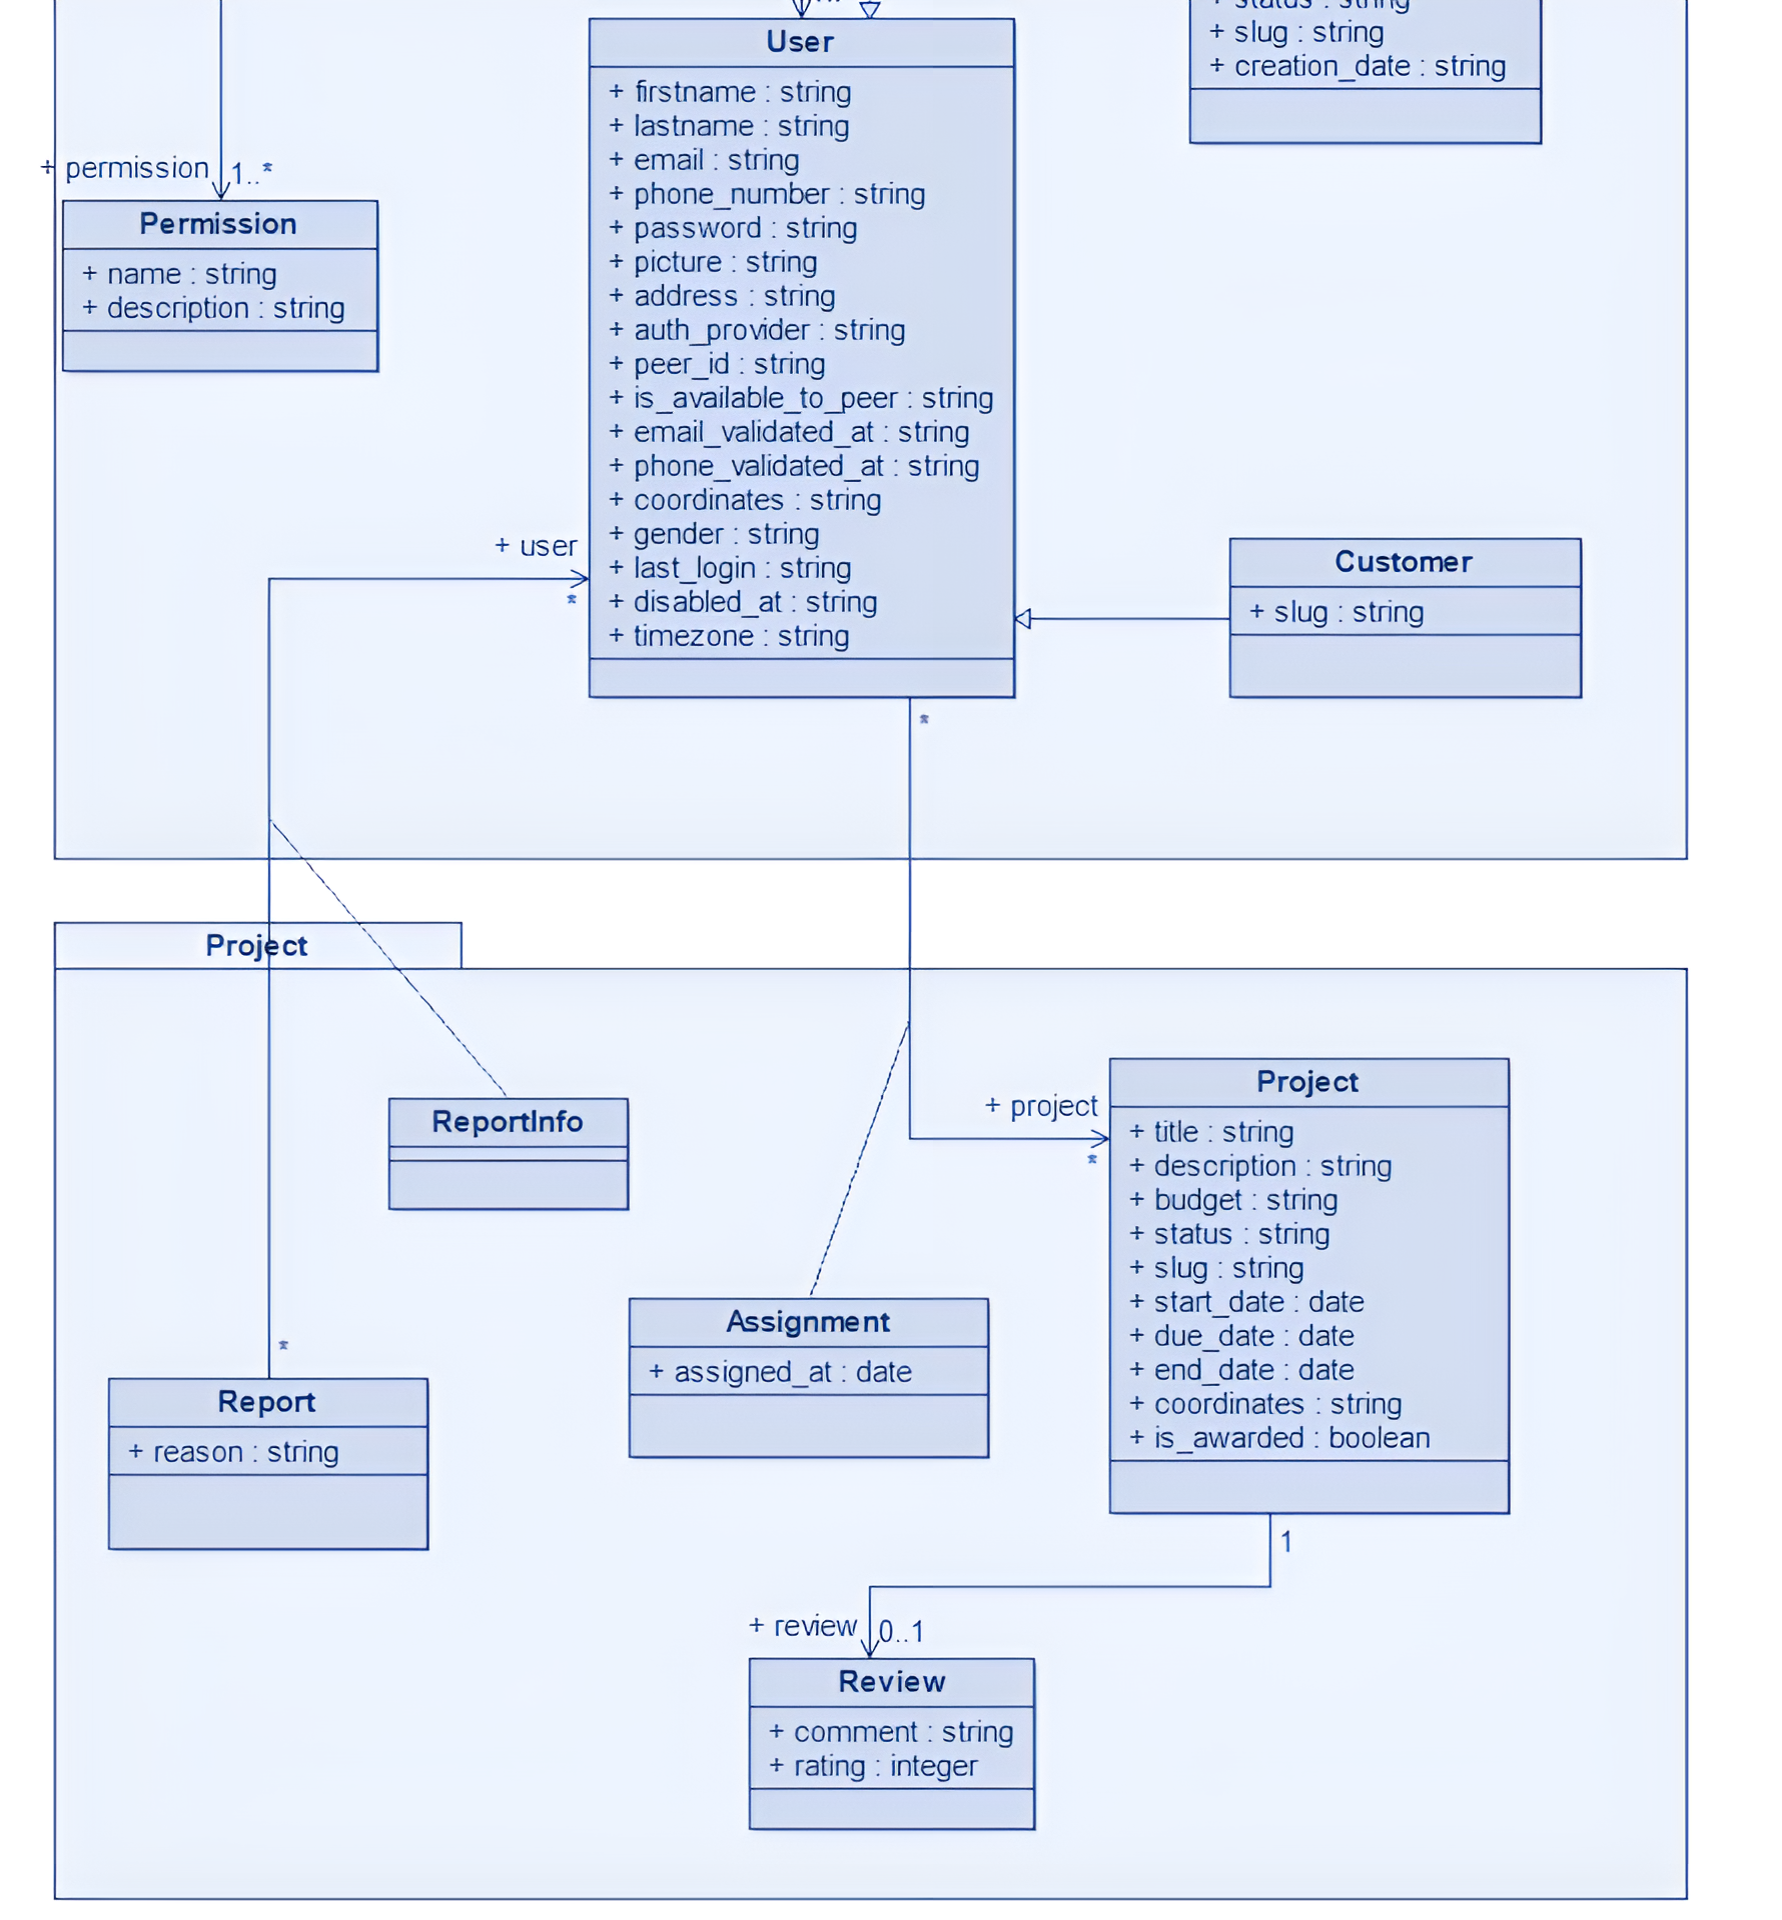 + status : string
+ slug : string
+ creation_date : string
User
+ firstname : string
+ lastname : string
+ email : string
+ phone_number : string
+ password : string
+ picture : string
+ address : string
+ auth_provider : string
+ peer_id : string
+ is_available_to_peer : string
+ email_validated_at : string
+ phone_validated_at : string
+ coordinates : string
+ gender : string
+ last_login : string
+ disabled_at : string
+ timezone : string
+ permission
1..*
Permission
+ name : string
+ description : string
+ user
*
Customer
+ slug : string
*
Project
ReportInfo
+ project
*
Project
+ title : string
+ description : string
+ budget : string
+ status : string
+ slug : string
+ start_date : date
+ due_date : date
+ end_date : date
+ coordinates : string
+ is_awarded : boolean
Assignment
+ assigned_at : date
*
Report
+ reason : string
1
+ review
0..1
Review
+ comment : string
+ rating : integer